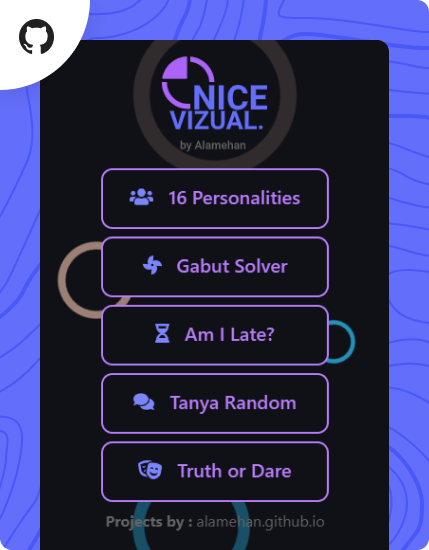 NICE
VIZUAL.
by Alamehan
16 Personalities
Gabut Solver
Am I Late?
Tanya Random
Truth or Dare
Projects by : alamehan.github.io